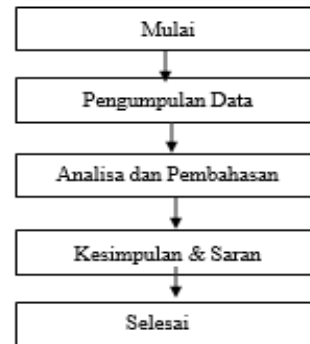 Mulai
Pengumpulan Data
Analisa dan Pembahasan
Kesimpulan & Saran
Selesai